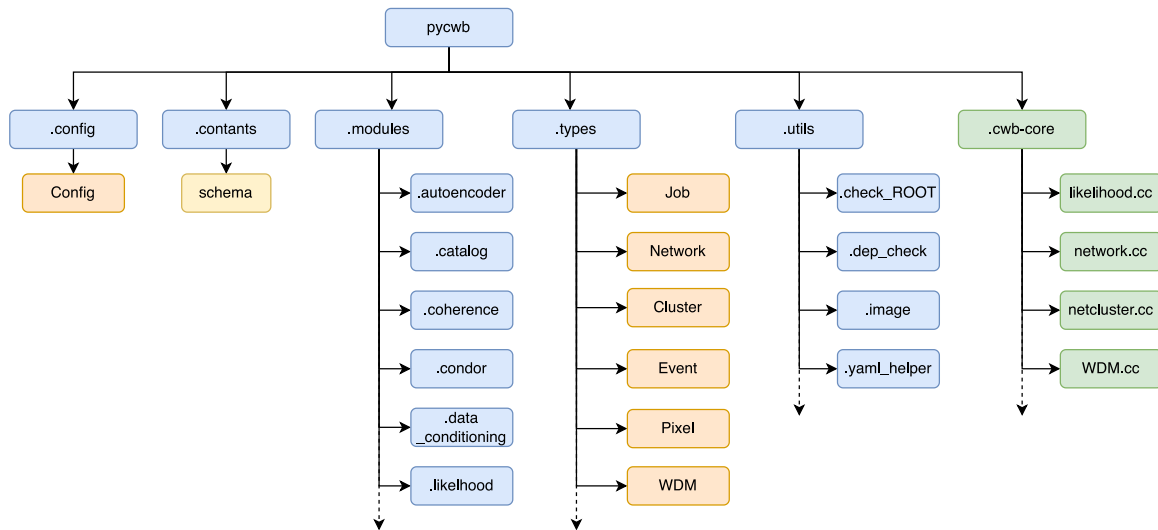 pycwb
.config
.contants
.modules
.types
.utils
.cwb-core
Config
schema
.autoencoder
.catalog
.coherence
.condor
.data
_conditioning
.likelhood
Job
Network
Cluster
Event
Pixel
WDM
.check_ROOT
.dep_check
.image
.yaml_helper
likelihood.cc
network.cc
netcluster.cc
WDM.cc